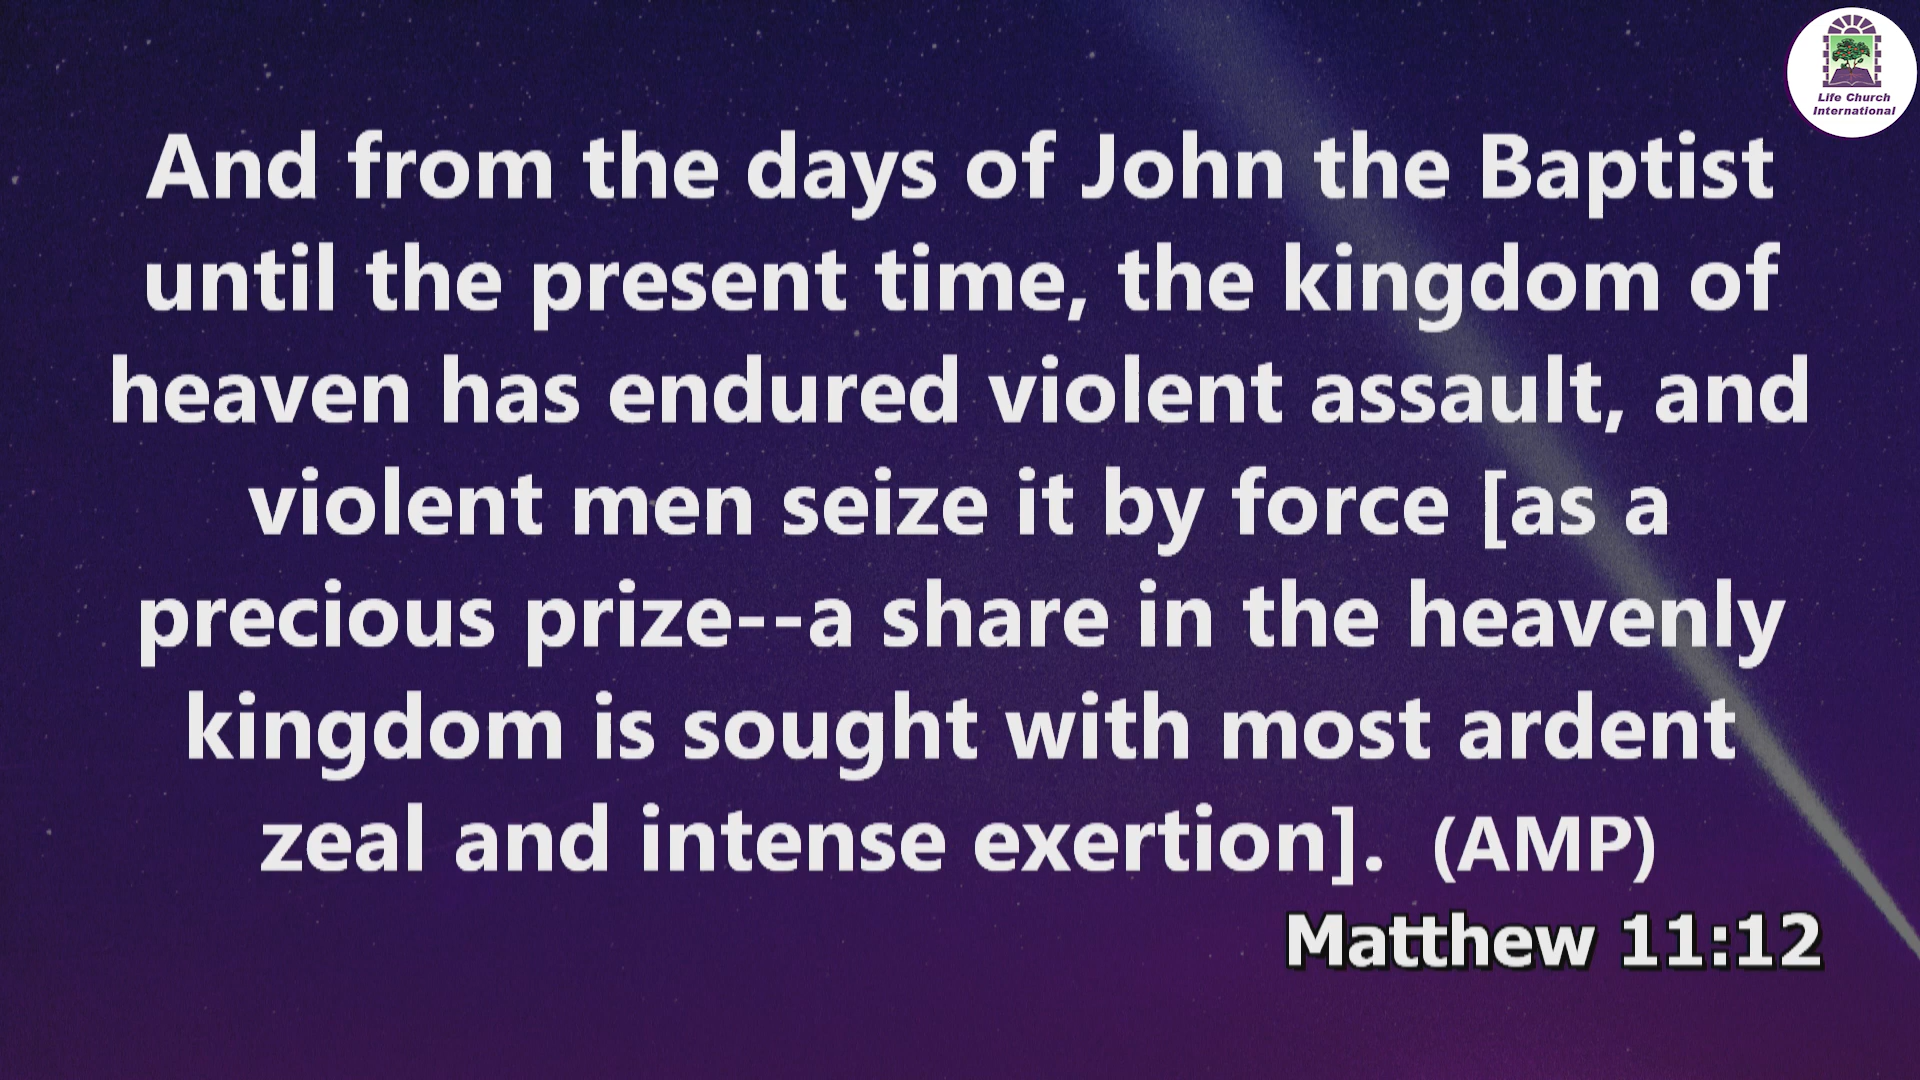 Life Church
International
And from the days of John the Baptist
until the present time, the kingdom of
heaven has endured violent assault, and
violent men seize it by force [as a
precious prize--a share in the heavenly
kingdom is sought with most ardent
zeal and intense exertion].  (AMP)
Matthew 11:12